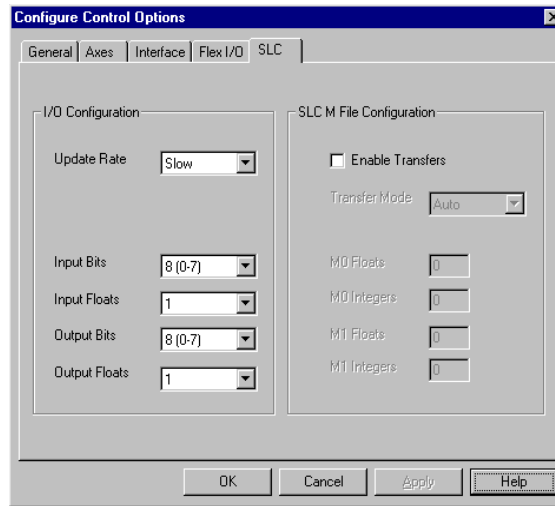 Configure Control Options
General Axes Interface Flex I/O SLC
I/O Configuration
Update Rate Slow
Input Bits 8 (0-7)
Input Floats 1
Output Bits 8 (0-7)
Output Floats 1
SLC M File Configuration
Enable Transfers
Transfer Mode Auto
M0 Floats 0
M0 Integers 0
M1 Floats 0
M1 Integers 0
OK Cancel Apply Help